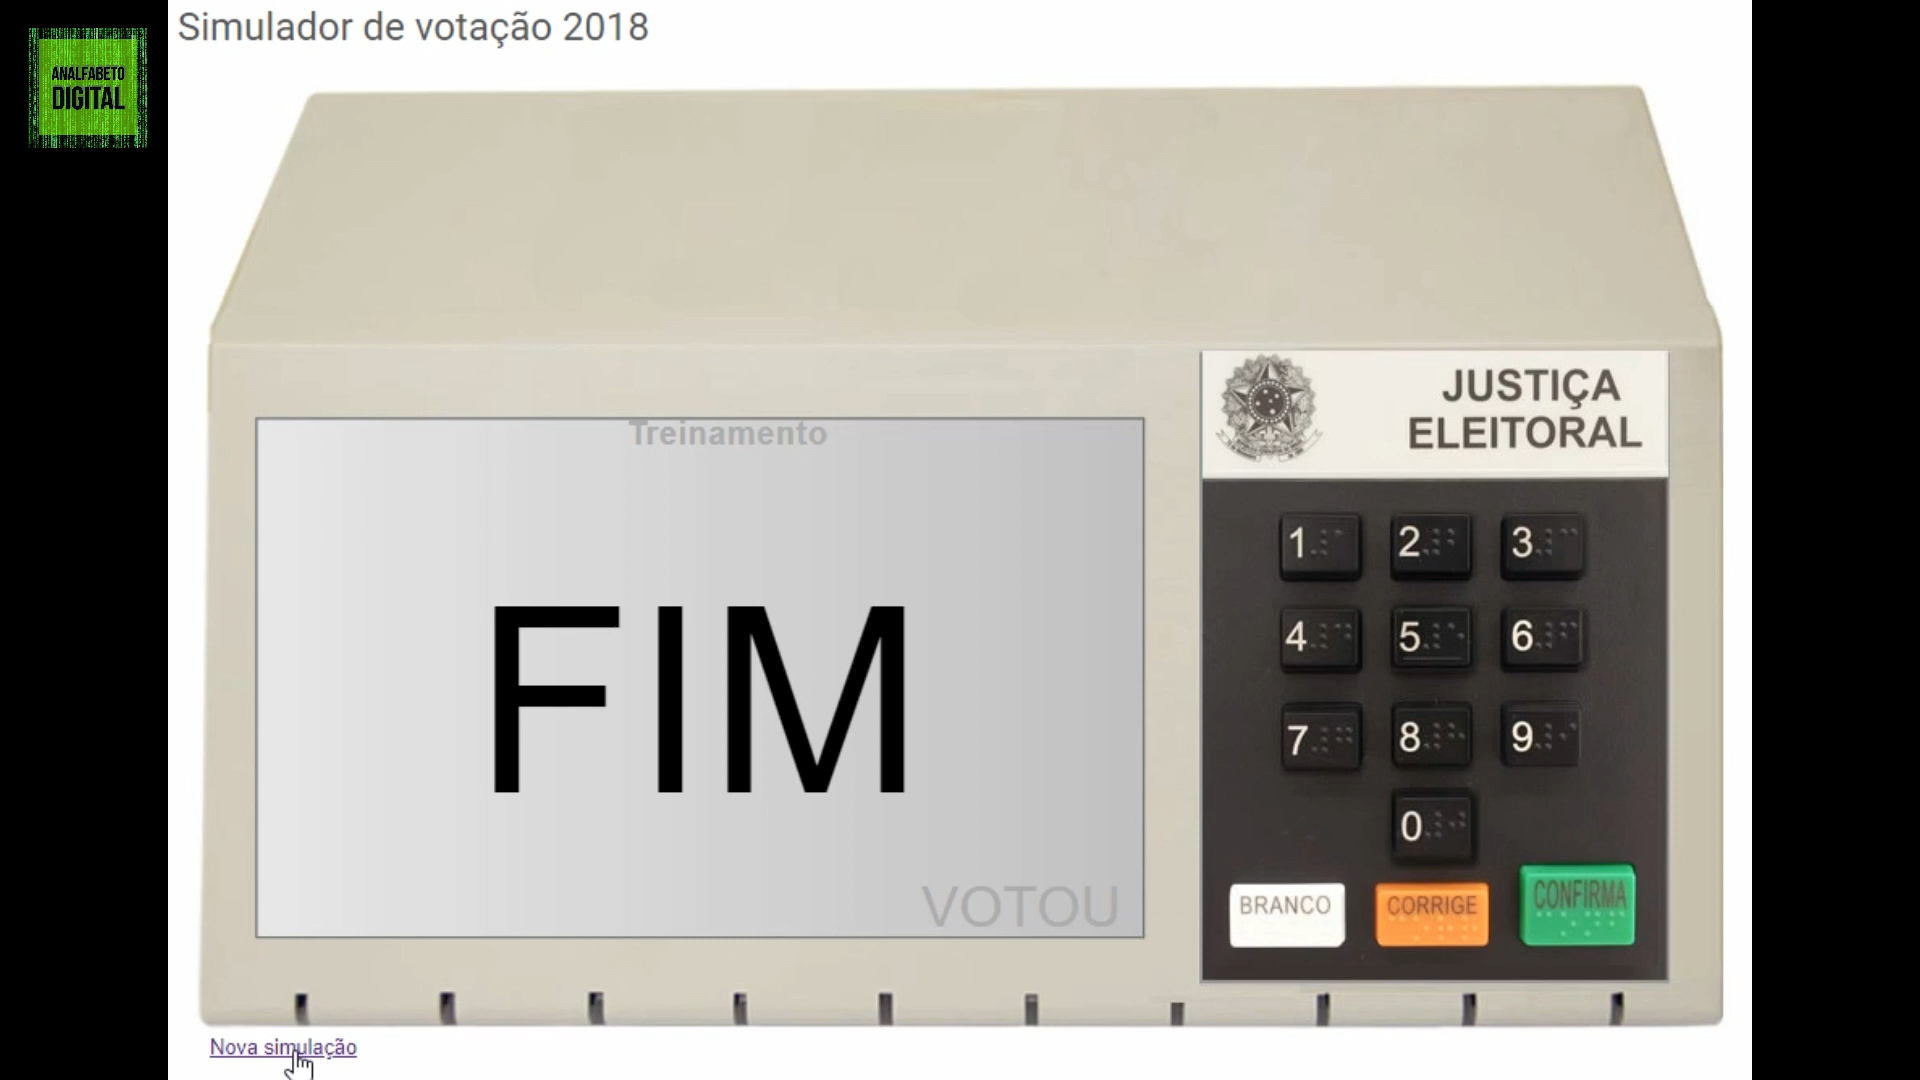 Simulador de votação 2018
ANALFABETO
DIGITAL
JUSTIÇA
ELEITORAL
Treinamento
FIM
VOTOU
1 2 3
4 5 6
7 8 9
0
BRANCO CORRIGE CONFIRMA
Nova simulação